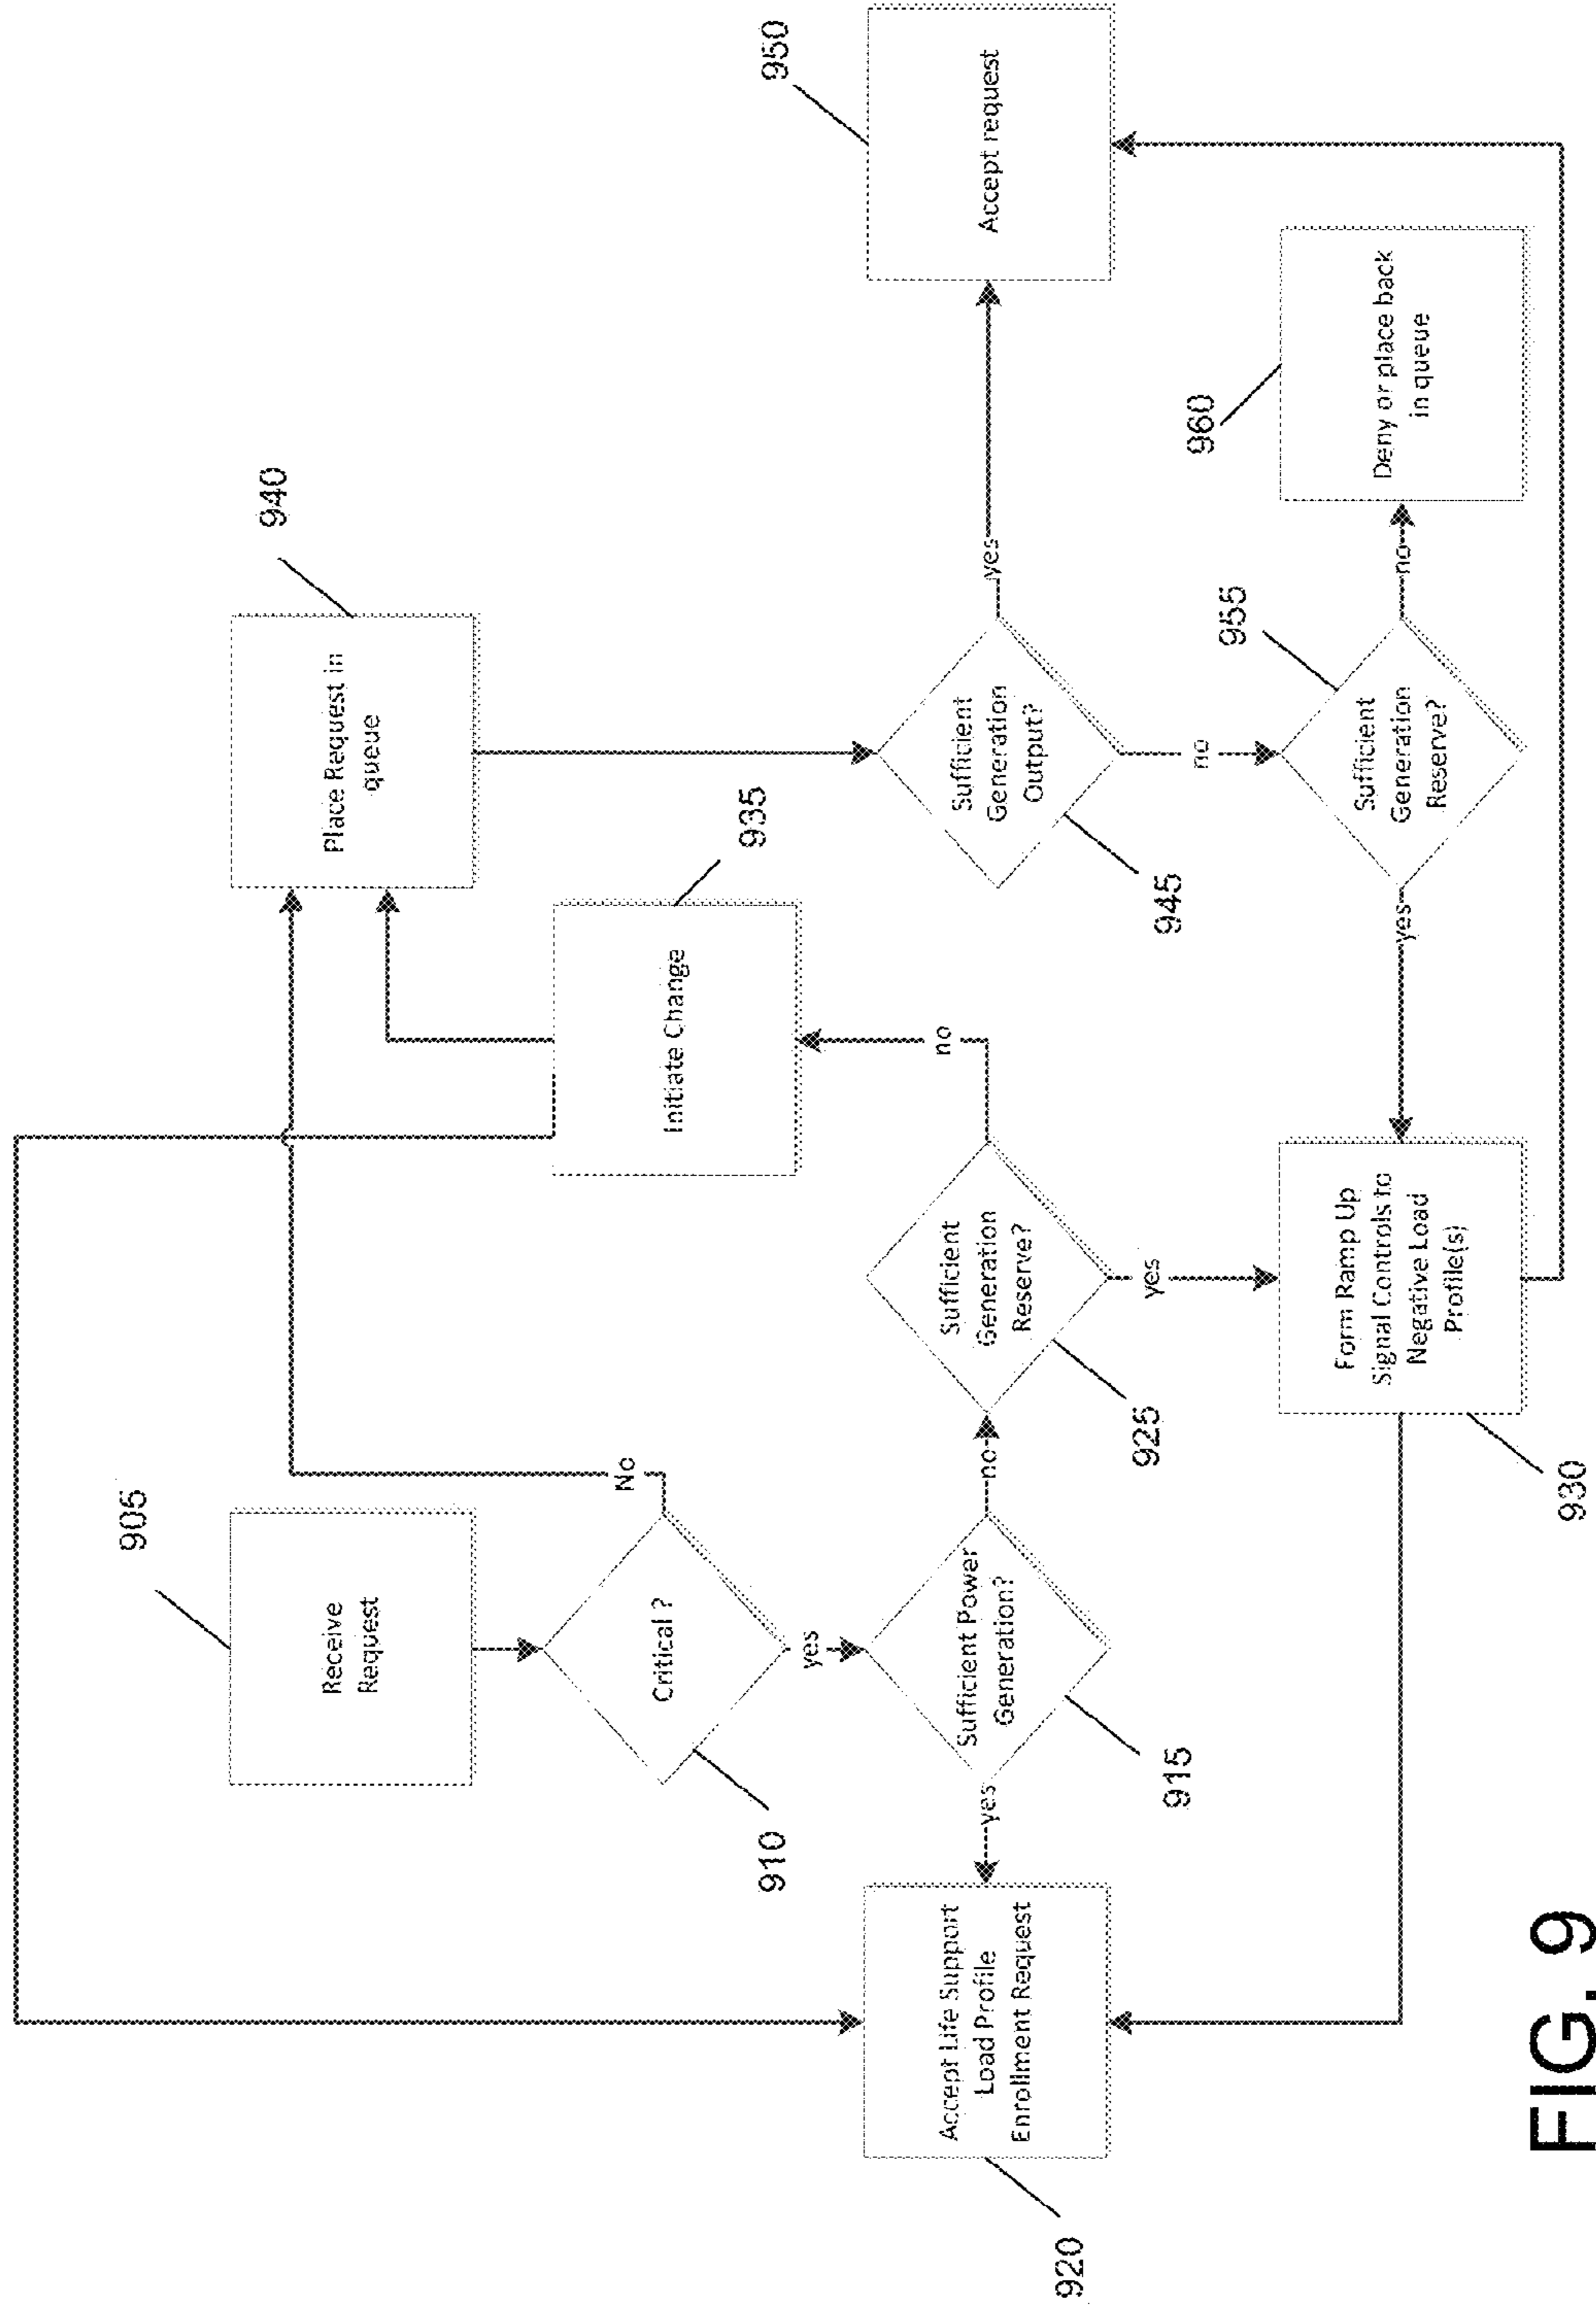 905
Receive
Request
910
Critical ?
No
yes
915
Sufficient Power
Generation?
yes
no
920
Accept Life Support
Load Profile
Enrollment Request
925
Sufficient
Generation
Reserve?
no
yes
930
Form Ramp Up
Signal Controls to
Negative Load
Profile(s)
935
Initiate Change
940
Place Request in
queue
945
Sufficient
Generation
Output?
yes
no
950
Accept request
955
Sufficient
Generation
Reserve?
yes
no
960
Deny or place back
in queue
FIG. 9